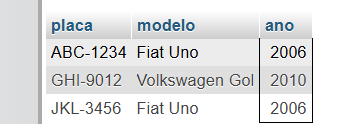 placa modelo ano
ABC-1234 Fiat Uno 2006
GHI-9012 Volkswagen Gol 2010
JKL-3456 Fiat Uno 2006